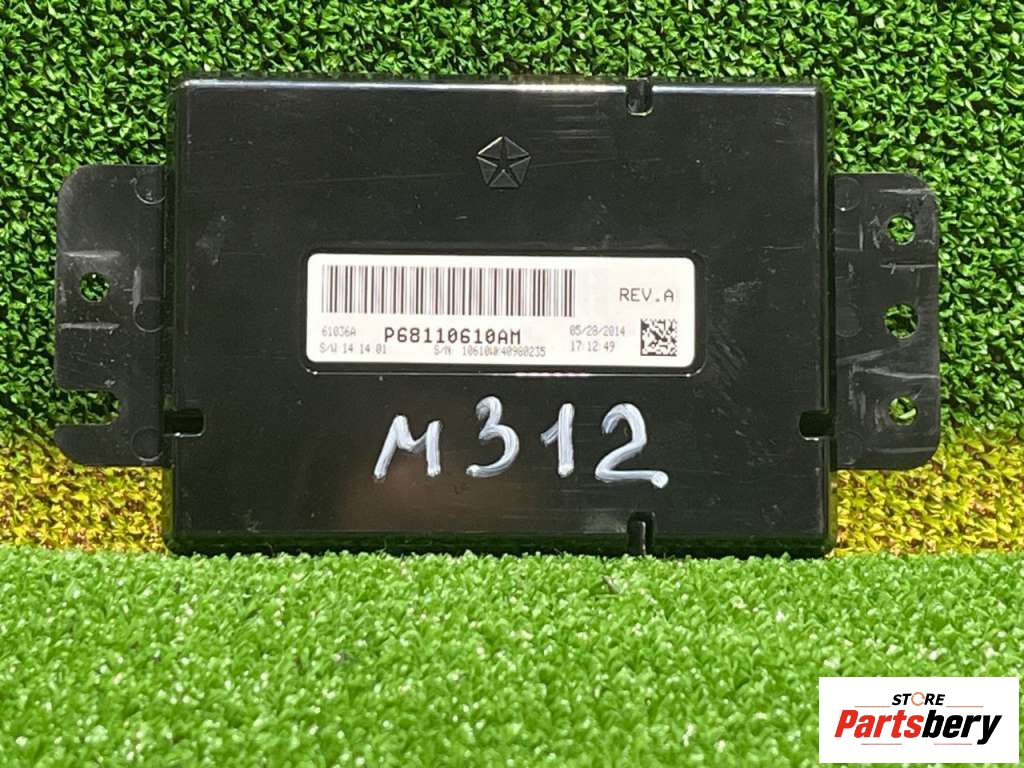 REV.A
61036A P68110610AM 05/28/2014
S/W 14.14.01 S/N 10610W40980235 17:12:49
M312
STORE
Partsbery